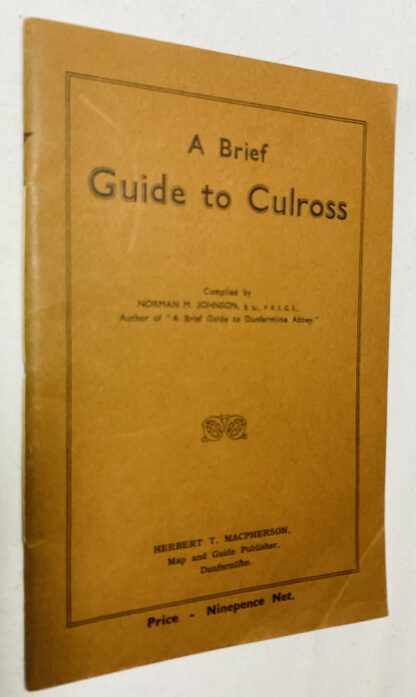 A Brief
Guide to Culross
Compiled by
NORMAN M. JOHNSON, B. Sc., F. R. S. G. S.,
Author of "A Brief Guide to Dunfermline Abbey."
HERBERT T. MACPHERSON,
Map and Guide Publisher,
Dunfermline.
Price - Ninepence Net.